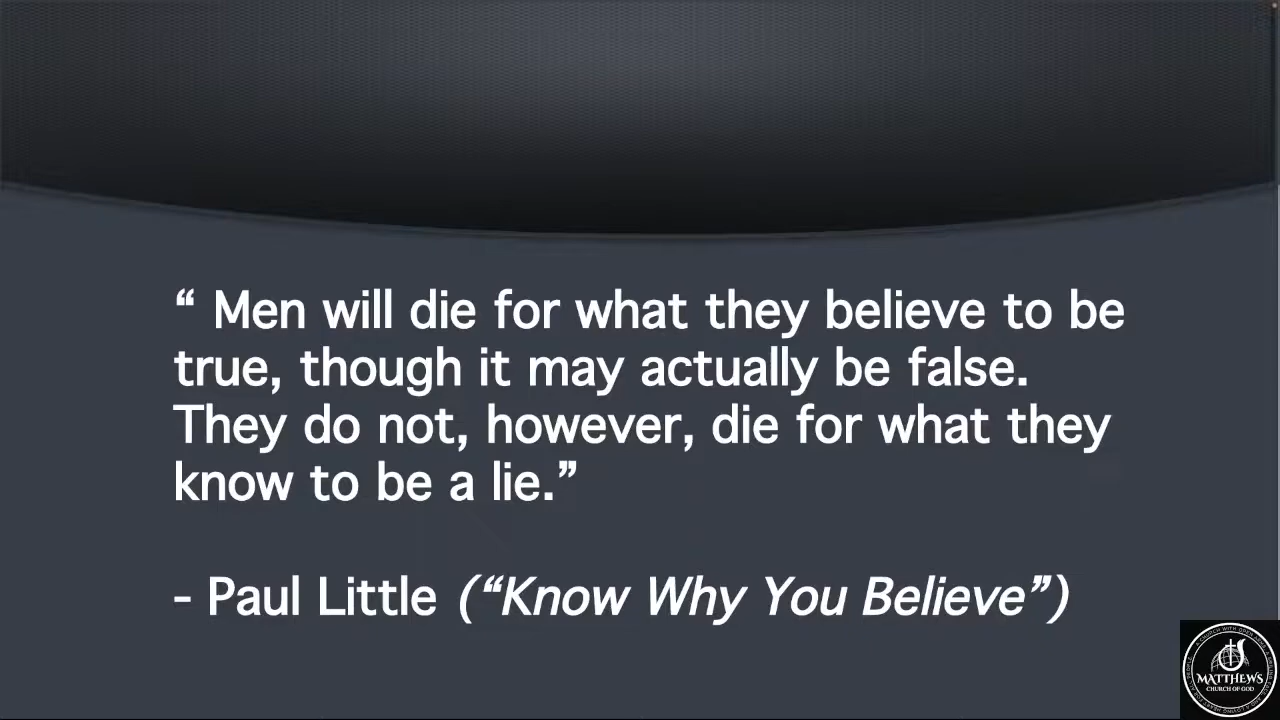 “ Men will die for what they believe to be
true, though it may actually be false.
They do not, however, die for what they
know to be a lie.”
- Paul Little (“Know Why You Believe”)
MATTHEWS
CHURCH OF GOD